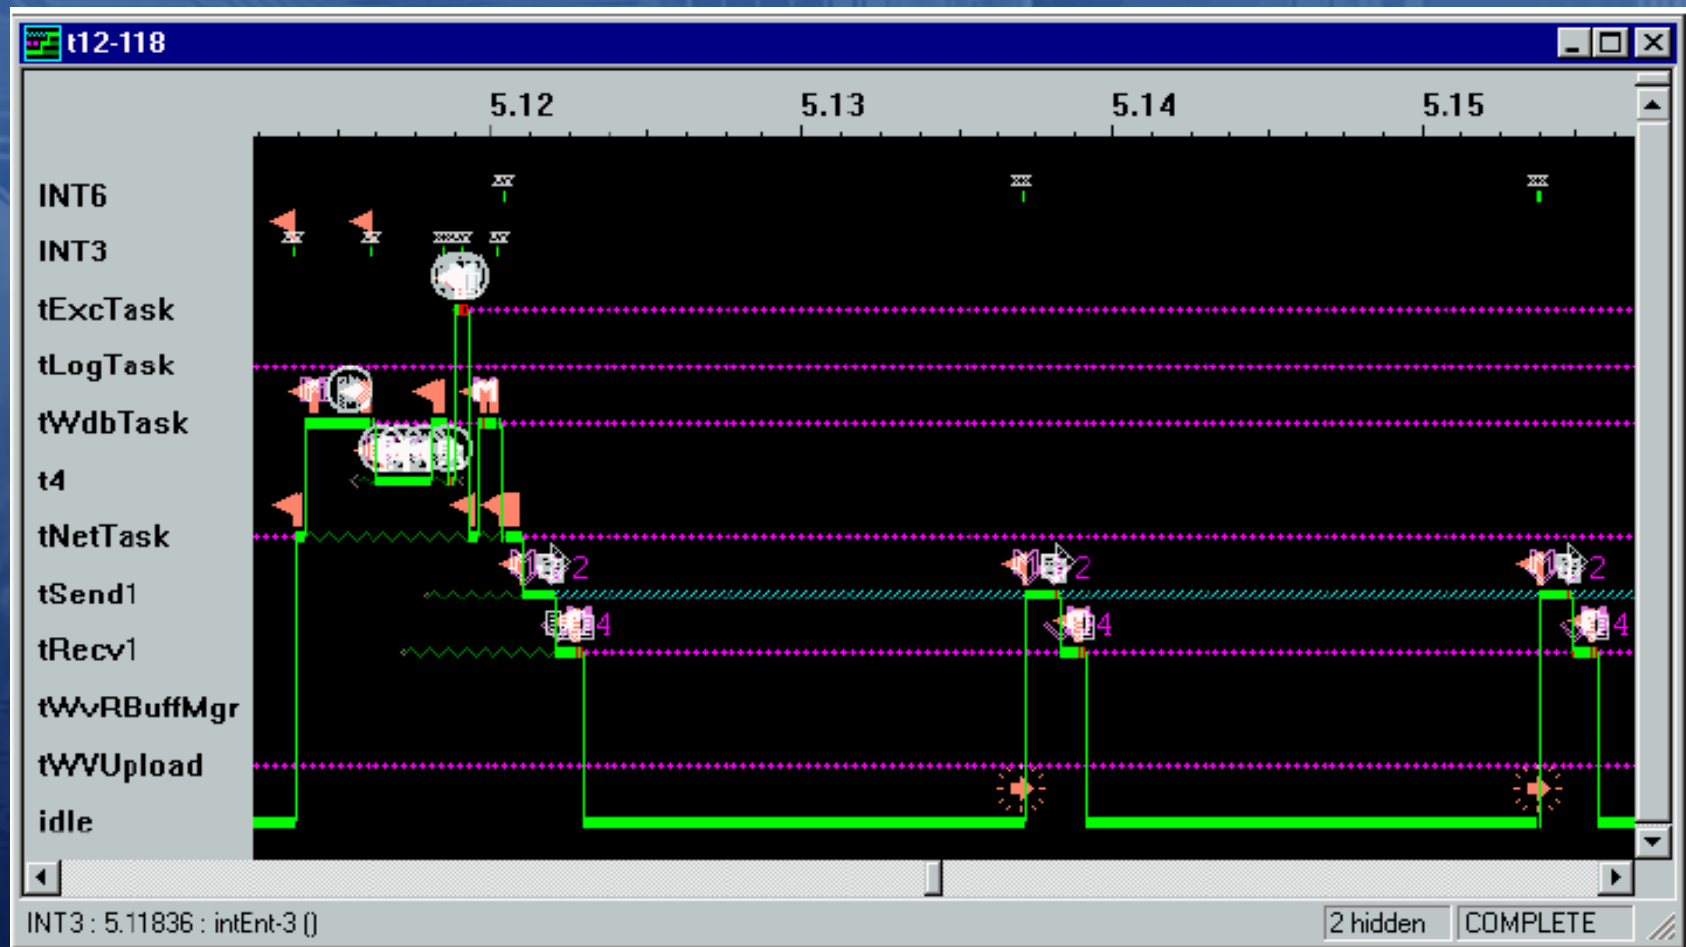 t12-118
5.12 5.13 5.14 5.15
INT6
INT3
tExcTask
tLogTask
tWdbTask
t4
tNetTask
2 2 2
tSend1
4 4 4
tRecv1
tWvRBuffMgr
tWVUpload
idle
INT3 : 5.11836 : intEnt-3 () 2 hidden COMPLETE